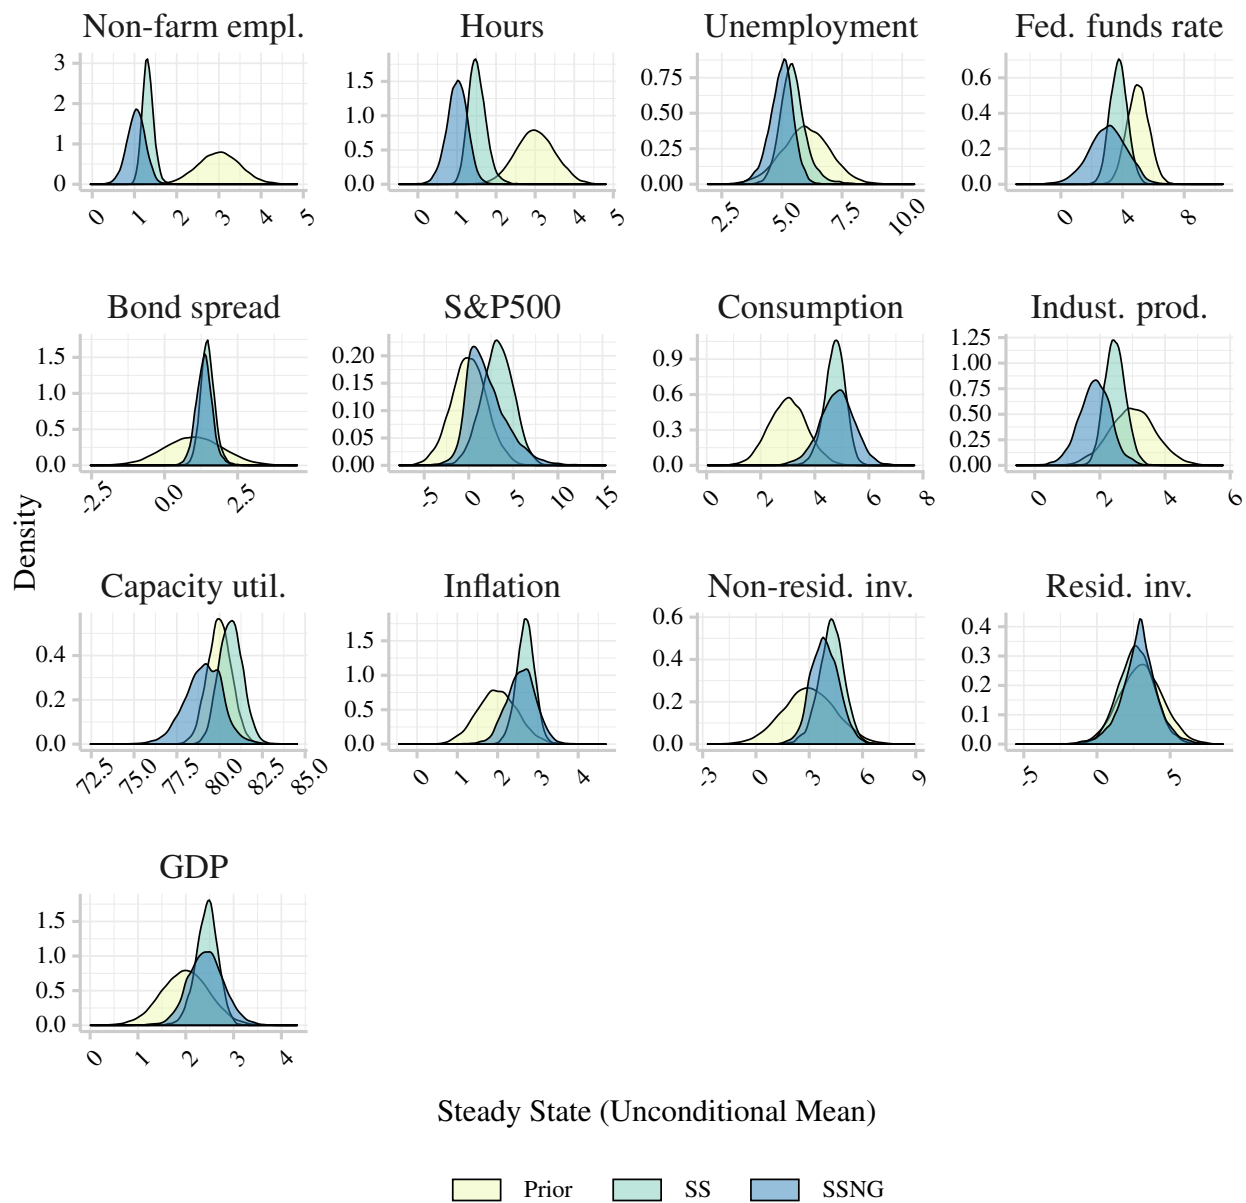 Non-farm empl. Hours Unemployment Fed. funds rate
3
2
1
0
0 1 2 3 4 5
1.5
1.0
0.5
0.0
0 1 2 3 4 5
0.75
0.50
0.25
0.00
2.5 5.0 7.5 10.0
0.6
0.4
0.2
0.0
0 4 8
Bond spread S&P500 Consumption Indust. prod.
1.5
1.0
0.5
0.0
-2.5 0.0 2.5
0.20
0.15
0.10
0.05
0.00
-5 0 5 10 15
0.9
0.6
0.3
0.0
0 2 4 6 8
1.25
1.00
0.75
0.50
0.25
0.00
0 2 4 6
Density
Capacity util. Inflation Non-resid. inv. Resid. inv.
0.4
0.2
0.0
72.5 75.0 77.5 80.0 82.5 85.0
1.5
1.0
0.5
0.0
0 1 2 3 4
0.6
0.4
0.2
0.0
-3 0 3 6 9
0.4
0.3
0.2
0.1
0.0
-5 0 5
GDP
1.5
1.0
0.5
0.0
0 1 2 3 4
Steady State (Unconditional Mean)
Prior SS SSNG